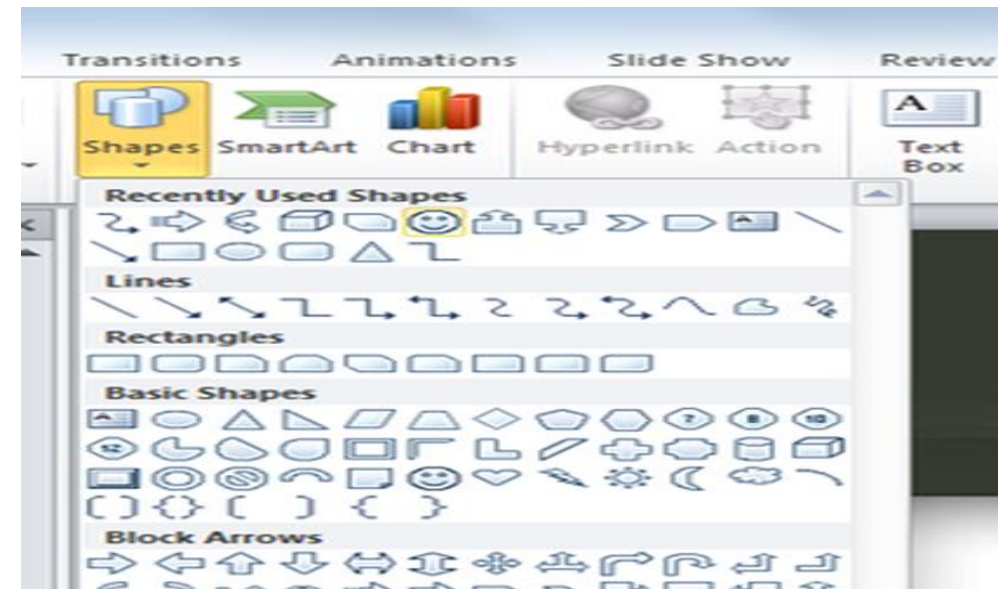 Transitions Animations Slide Show Review
Shapes SmartArt Chart Hyperlink Action Text
Box
Recently Used Shapes
Lines
Rectangles
Basic Shapes
Block Arrows